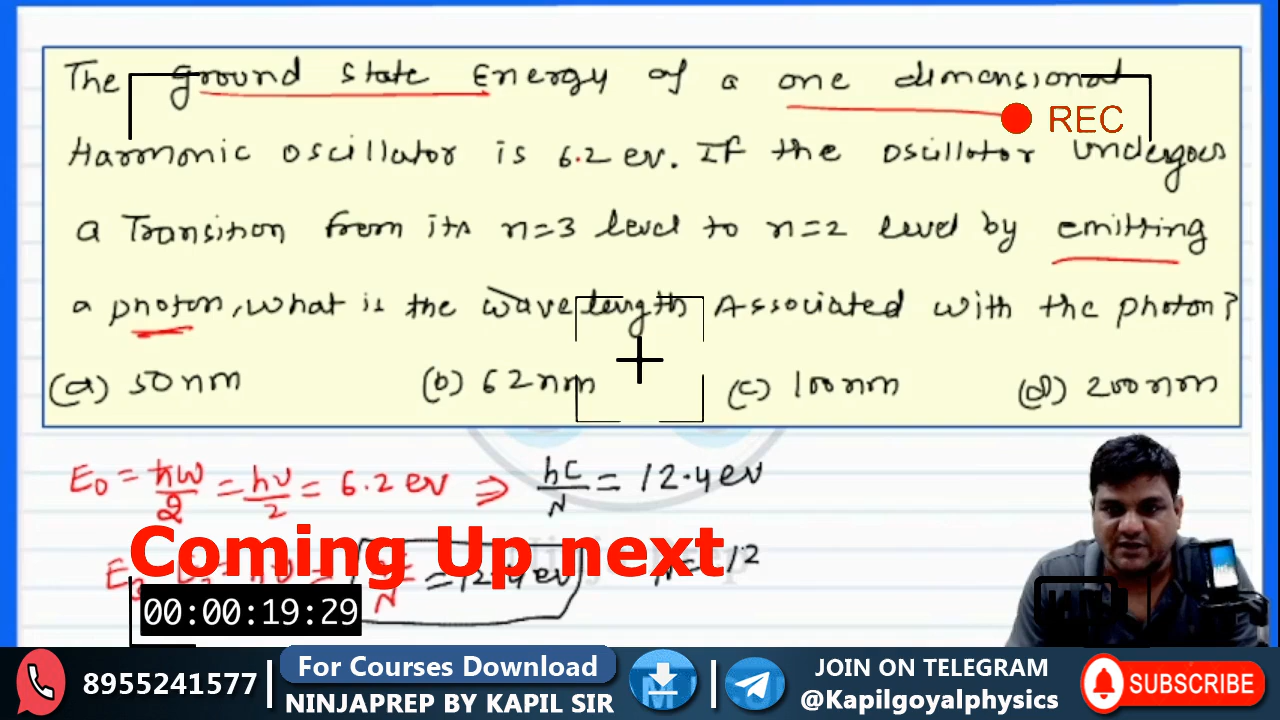 The ground state Energy of a one dimensional
REC
Harmonic oscillator is 6.2 ev. If the oscillotor undergoes
a Transition from its n=3 level to n=2 level by emitting
a photon, what is the wavelength Associated with the photon?
(a) 50nm (b) 62nm (c) 100nm (d) 200nm
E₀ = ħω/2 = hν/2 = 6.2 ev ⇒ hc/λ = 12.4 ev
= 12.4 ev
Coming Up next
00:00:19:29
8955241577
For Courses Download
NINJAPREP BY KAPIL SIR
JOIN ON TELEGRAM
@Kapilgoyalphysics
SUBSCRIBE